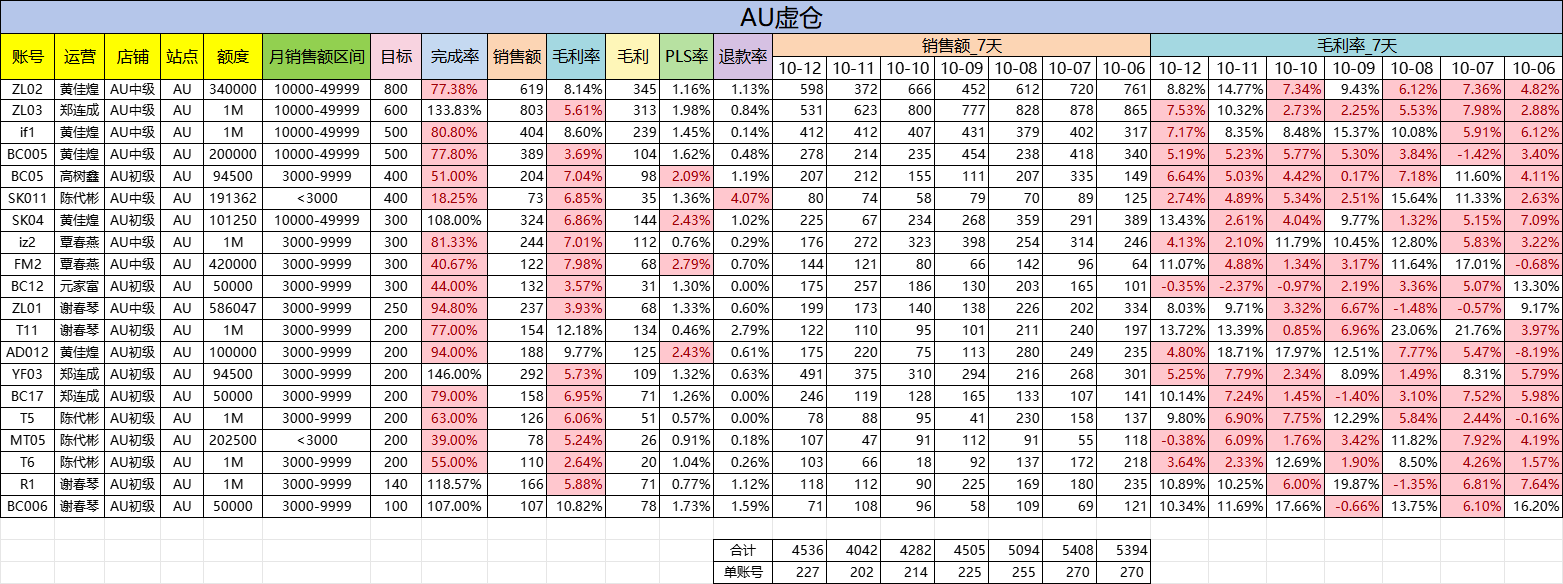 AU虚仓
账号 运营 店铺 站点 额度 月销售额区间 目标 完成率 销售额 毛利率 毛利 PLS率 退款率 销售额_7天 毛利率_7天
10-12 10-11 10-10 10-09 10-08 10-07 10-06 10-12 10-11 10-10 10-09 10-08 10-07 10-06
ZL02 黄佳煌 AU中级 AU 340000 10000-49999 800 77.38% 619 8.14% 345 1.16% 1.13% 598 372 666 452 612 720 761 8.82% 14.77% 7.34% 9.43% 6.12% 7.36% 4.82%
ZL03 郑连成 AU中级 AU 1M 10000-49999 600 133.83% 803 5.61% 313 1.98% 0.84% 531 623 800 777 828 878 865 7.53% 10.32% 2.73% 2.25% 5.53% 7.98% 2.88%
if1 黄佳煌 AU中级 AU 1M 10000-49999 500 80.80% 404 8.60% 239 1.45% 0.14% 412 412 407 431 379 402 317 7.17% 8.35% 8.48% 15.37% 10.08% 5.91% 6.12%
BC005 黄佳煌 AU中级 AU 200000 10000-49999 500 77.80% 389 3.69% 104 1.62% 0.48% 278 214 235 454 238 418 340 5.19% 5.23% 5.77% 5.30% 3.84% -1.42% 3.40%
BC05 高树鑫 AU初级 AU 94500 3000-9999 400 51.00% 204 7.04% 98 2.09% 1.19% 207 212 155 111 207 335 149 6.64% 5.03% 4.42% 0.17% 7.18% 11.60% 4.11%
SK011 陈代彬 AU中级 AU 191362 <3000 400 18.25% 73 6.85% 35 1.36% 4.07% 80 74 58 79 70 89 125 2.74% 4.89% 5.34% 2.51% 15.64% 11.33% 2.63%
SK04 黄佳煌 AU初级 AU 101250 10000-49999 300 108.00% 324 6.86% 144 2.43% 1.02% 225 67 234 268 359 291 389 13.43% 2.61% 4.04% 9.77% 1.32% 5.15% 7.09%
iz2 覃春燕 AU中级 AU 1M 3000-9999 300 81.33% 244 7.01% 112 0.76% 0.29% 176 272 323 398 254 314 246 4.13% 2.10% 11.79% 10.45% 12.80% 5.83% 3.22%
FM2 覃春燕 AU中级 AU 420000 3000-9999 300 40.67% 122 7.98% 68 2.79% 0.70% 144 121 80 66 142 96 64 11.07% 4.88% 1.34% 3.17% 11.64% 17.01% -0.68%
BC12 元家富 AU初级 AU 50000 3000-9999 300 44.00% 132 3.57% 31 1.30% 0.00% 175 257 186 130 203 165 101 -0.35% -2.37% -0.97% 2.19% 3.36% 5.07% 13.30%
ZL01 谢春琴 AU中级 AU 586047 3000-9999 250 94.80% 237 3.93% 68 1.33% 0.60% 199 173 140 138 226 202 334 8.03% 9.71% 3.32% 6.67% -1.48% -0.57% 9.17%
T11 谢春琴 AU初级 AU 1M 3000-9999 200 77.00% 154 12.18% 134 0.46% 2.79% 122 110 95 101 211 240 197 13.72% 13.39% 0.85% 6.96% 23.06% 21.76% 3.97%
AD012 黄佳煌 AU初级 AU 100000 3000-9999 200 94.00% 188 9.77% 125 2.43% 0.61% 175 220 75 113 280 249 235 4.80% 18.71% 17.97% 12.51% 7.77% 5.47% -8.19%
YF03 郑连成 AU初级 AU 94500 3000-9999 200 146.00% 292 5.73% 109 1.32% 0.63% 491 375 310 294 216 268 301 5.25% 7.79% 2.34% 8.09% 1.49% 8.31% 5.79%
BC17 郑连成 AU初级 AU 50000 3000-9999 200 79.00% 158 6.95% 71 1.26% 0.00% 246 119 128 165 133 107 141 10.14% 7.24% 1.45% -1.40% 3.10% 7.52% 5.98%
T5 陈代彬 AU初级 AU 1M 3000-9999 200 63.00% 126 6.06% 51 0.57% 0.00% 78 88 95 41 230 158 137 9.80% 6.90% 7.75% 12.29% 5.84% 2.44% -0.16%
MT05 陈代彬 AU初级 AU 202500 <3000 200 39.00% 78 5.24% 26 0.91% 0.18% 107 47 91 112 91 55 118 -0.38% 6.09% 1.76% 3.42% 11.82% 7.92% 4.19%
T6 陈代彬 AU初级 AU 1M 3000-9999 200 55.00% 110 2.64% 20 1.04% 0.26% 103 66 18 92 137 172 218 3.64% 2.33% 12.69% 1.90% 8.50% 4.26% 1.57%
R1 谢春琴 AU初级 AU 1M 3000-9999 140 118.57% 166 5.88% 71 0.77% 1.12% 118 112 90 225 169 180 235 10.89% 10.25% 6.00% 19.87% -1.35% 6.81% 7.64%
BC006 谢春琴 AU初级 AU 50000 3000-9999 100 107.00% 107 10.82% 78 1.73% 1.59% 71 108 96 58 109 69 121 10.34% 11.69% 17.66% -0.66% 13.75% 6.10% 16.20%
合计 4536 4042 4282 4505 5094 5408 5394
单账号 227 202 214 225 255 270 270